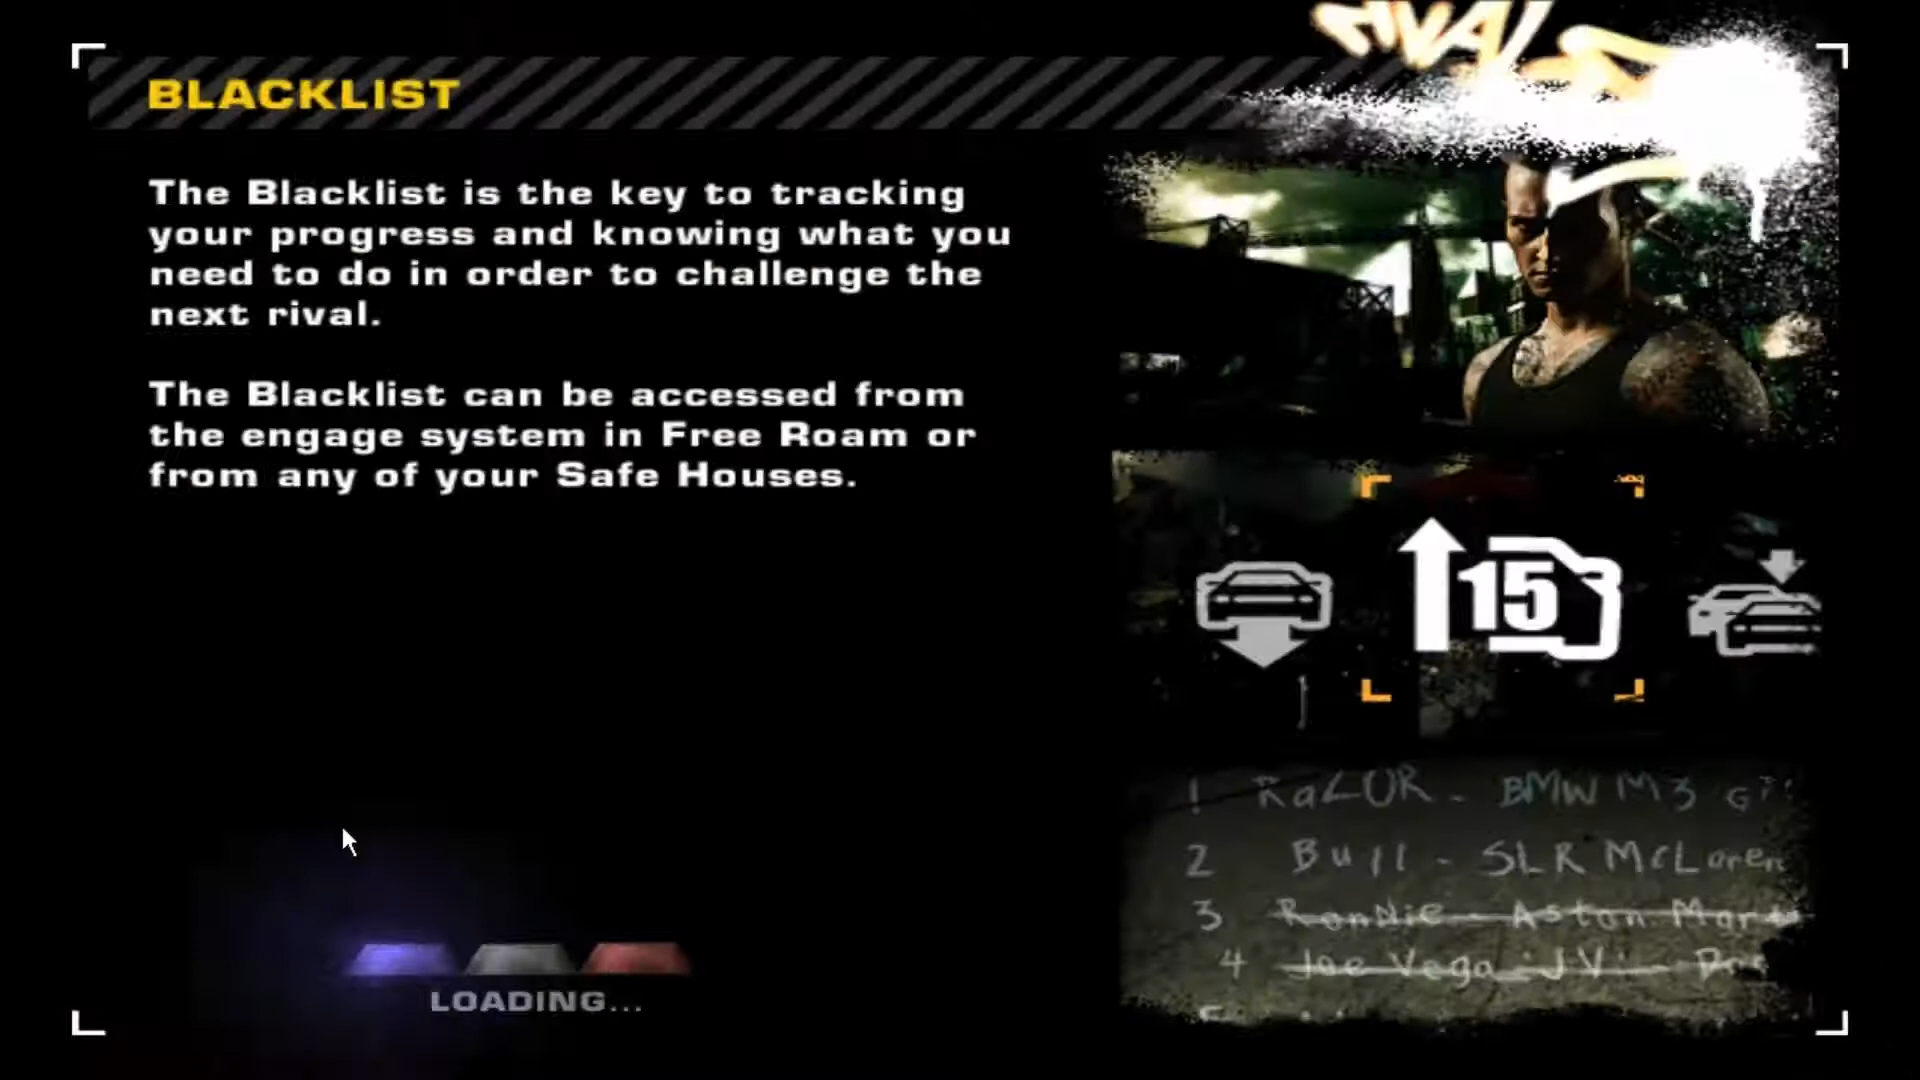 RIVALS
BLACKLIST
The Blacklist is the key to tracking
your progress and knowing what you
need to do in order to challenge the
next rival.
The Blacklist can be accessed from
the engage system in Free Roam or
from any of your Safe Houses.
15
1 RaZOR - BMW M3
2 Bull - SLR McLaren
3 Ronnie - Aston
4 Joe Vega "JV" -
LOADING...